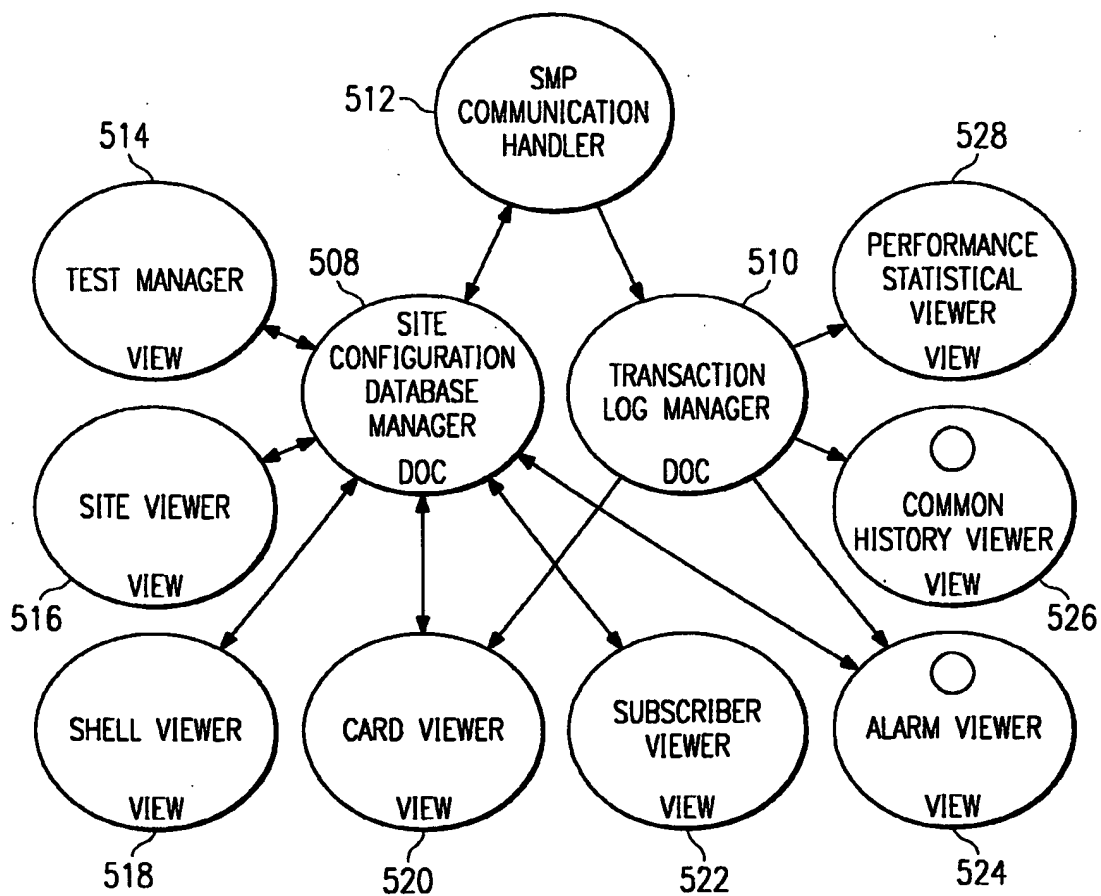 512
SMP
COMMUNICATION
HANDLER
514
TEST MANAGER
VIEW
508
SITE
CONFIGURATION
DATABASE
MANAGER
DOC
510
TRANSACTION
LOG MANAGER
DOC
528
PERFORMANCE
STATISTICAL
VIEWER
VIEW
SITE VIEWER
VIEW
516
COMMON
HISTORY VIEWER
VIEW
526
SHELL VIEWER
VIEW
518
CARD VIEWER
VIEW
520
SUBSCRIBER
VIEWER
VIEW
522
ALARM VIEWER
VIEW
524